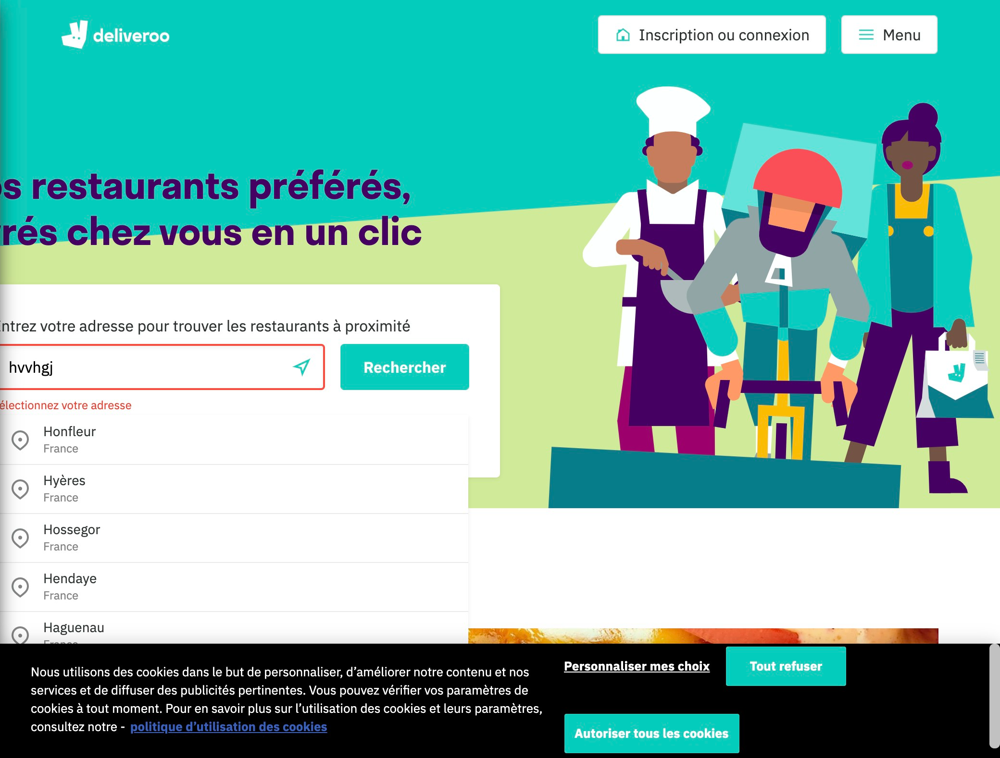 deliveroo
Inscription ou connexion
Menu
restaurants préférés,
chez vous en un clic
votre adresse pour trouver les restaurants à proximité
hvvhgj
Rechercher
votre adresse
Honfleur
France
Hyères
France
Hossegor
France
Hendaye
France
Haguenau
Nous utilisons des cookies dans le but de personnaliser, d’améliorer notre contenu et nos
services et de diffuser des publicités pertinentes. Vous pouvez vérifier vos paramètres de
cookies à tout moment. Pour en savoir plus sur l’utilisation des cookies et leurs paramètres,
consultez notre - politique d’utilisation des cookies
Personnaliser mes choix
Tout refuser
Autoriser tous les cookies